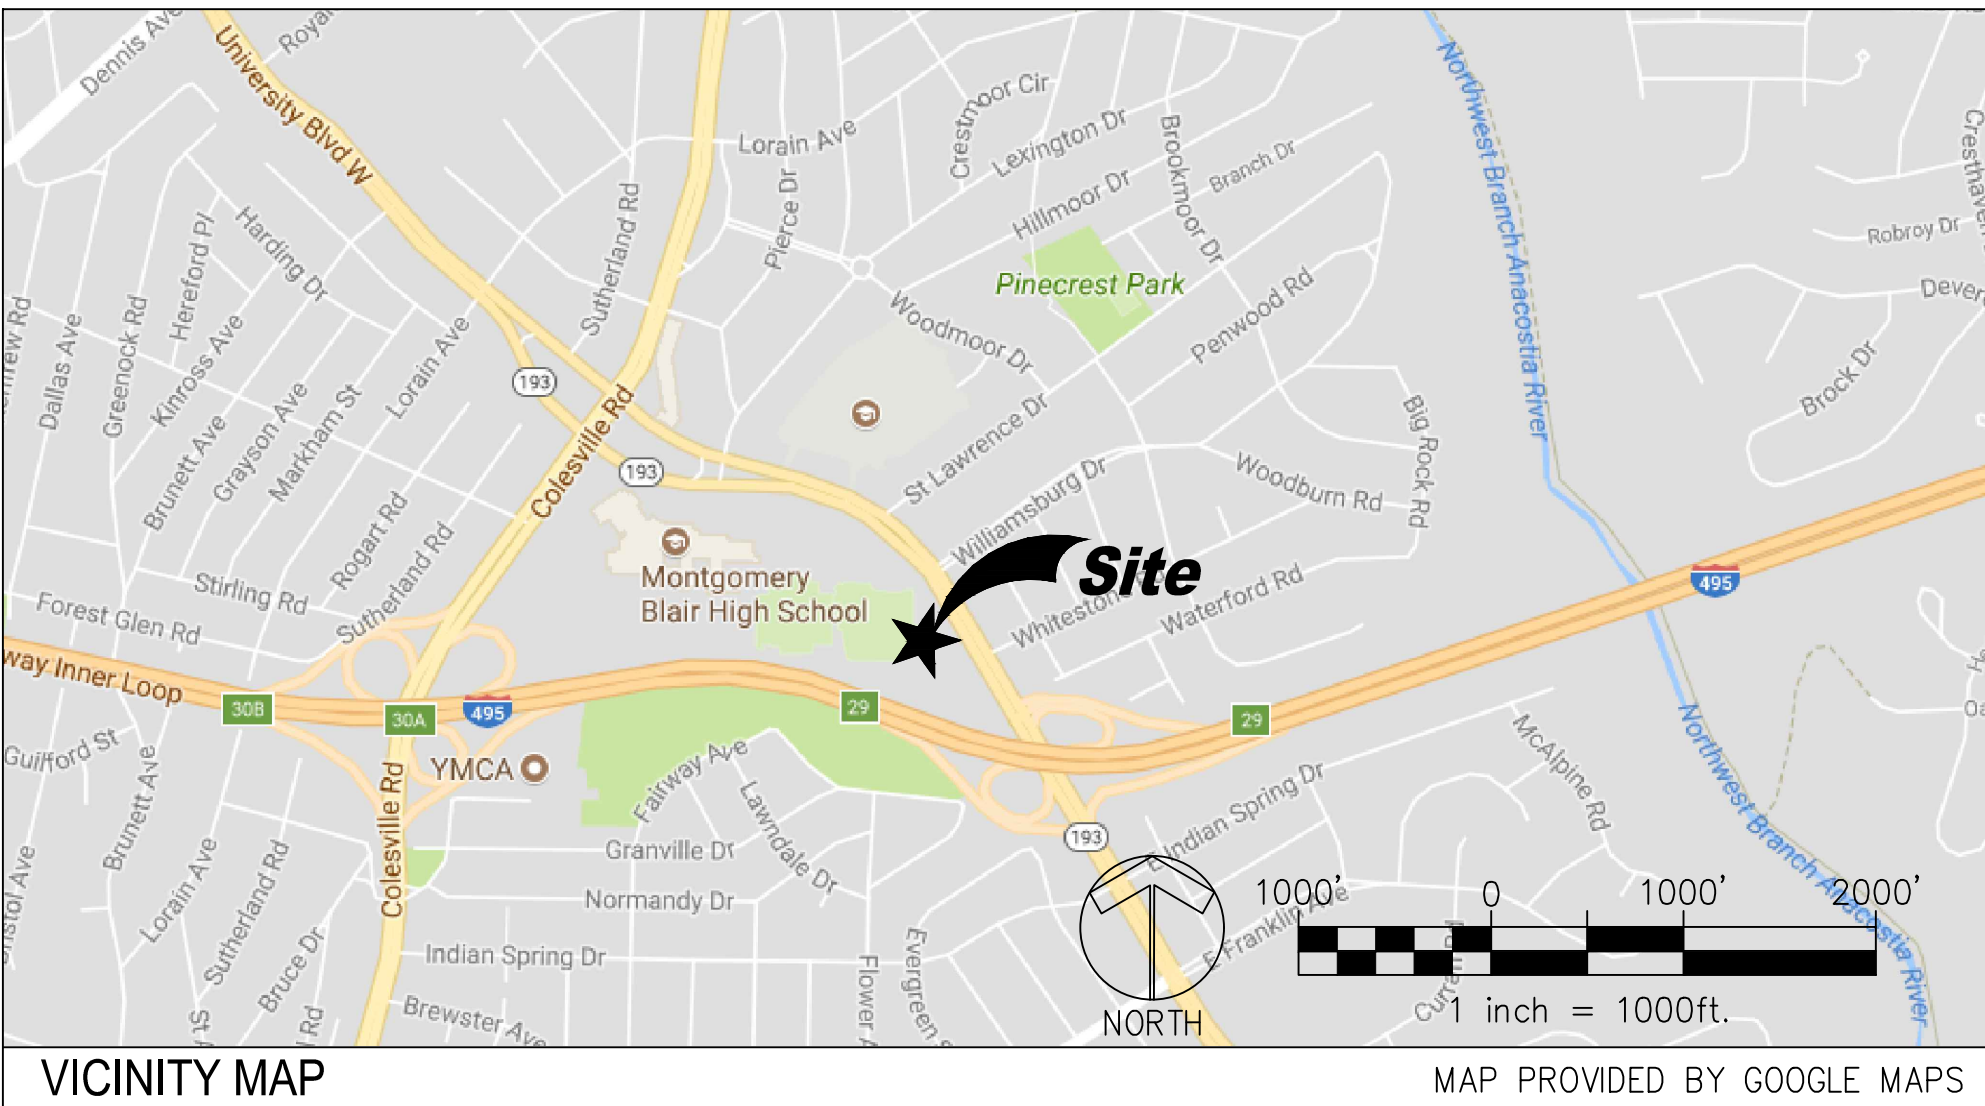 Dennis Ave
University Blvd W
Lorain Ave
Crestmoor Cir
Lexington Dr
Brookmoor Dr
Branch Dr
Hillmoor Dr
Pierce Dr
Sutherland Rd
Harding Dr
Hereford Pl
Northwest Branch Anacostia River
Robroy Dr
Pinecrest Park
Woodmoor Dr
Penwood Rd
Dallas Ave
Greenock Rd
Kinross Ave
Lorain Ave
193
Brock Dr
Brunett Ave
Grayson Ave
Markham St
Colesville Rd
193
St Lawrence Dr
Williamsburg Dr
Woodburn Rd
Big Rock Rd
Rogart Rd
Sutherland Rd
Stirling Rd
Forest Glen Rd
Montgomery
Blair High School
Site
Waterford Rd
495
way Inner Loop
30B
30A
495
29
29
Guilford St
Brunett Ave
YMCA
Fairway Ave
Lawndale Dr
McAlpine Rd
Northwest Branch Anacostia River
E Indian Spring Dr
193
Colesville Rd
Granville Dr
Normandy Dr
Lorain Ave
Sutherland Rd
Bruce Dr
Indian Spring Dr
Brewster Ave
E Franklin Ave
1000' 0 1000' 2000'
1 inch = 1000ft.
NORTH
VICINITY MAP
MAP PROVIDED BY GOOGLE MAPS